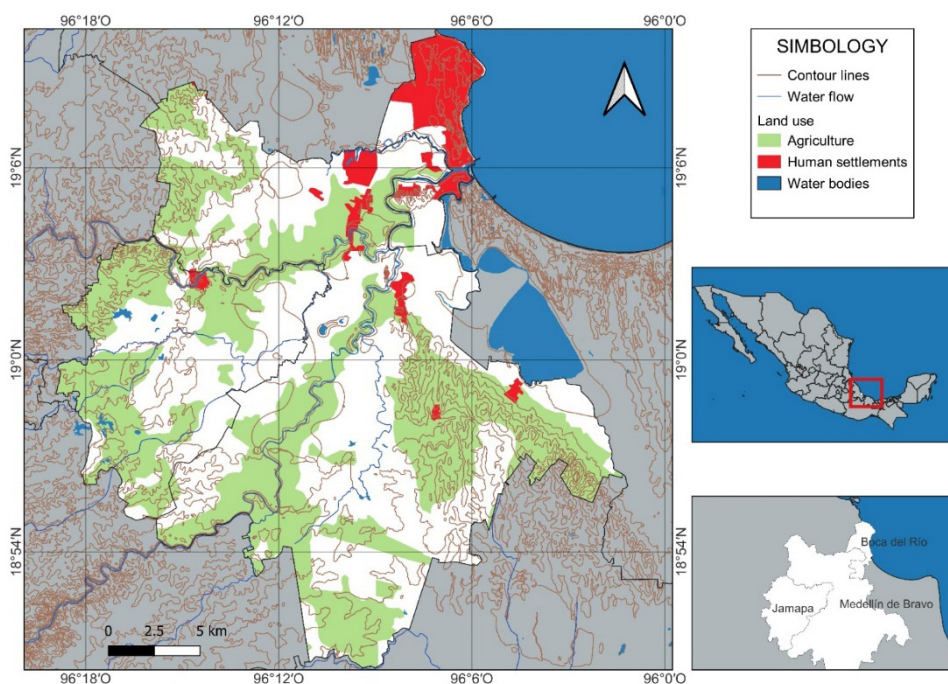 96°18'O 96°12'O 96°6'O 96°0'O
19°6'N
19°0'N
18°54'N
19°6'N
19°0'N
18°54'N
0 2.5 5 km
96°18'O 96°12'O 96°6'O 96°0'O
SIMBOLOGY
Contour lines
Water flow
Land use
Agriculture
Human settlements
Water bodies
Boca del Río
Jamapa
Medellín de Bravo